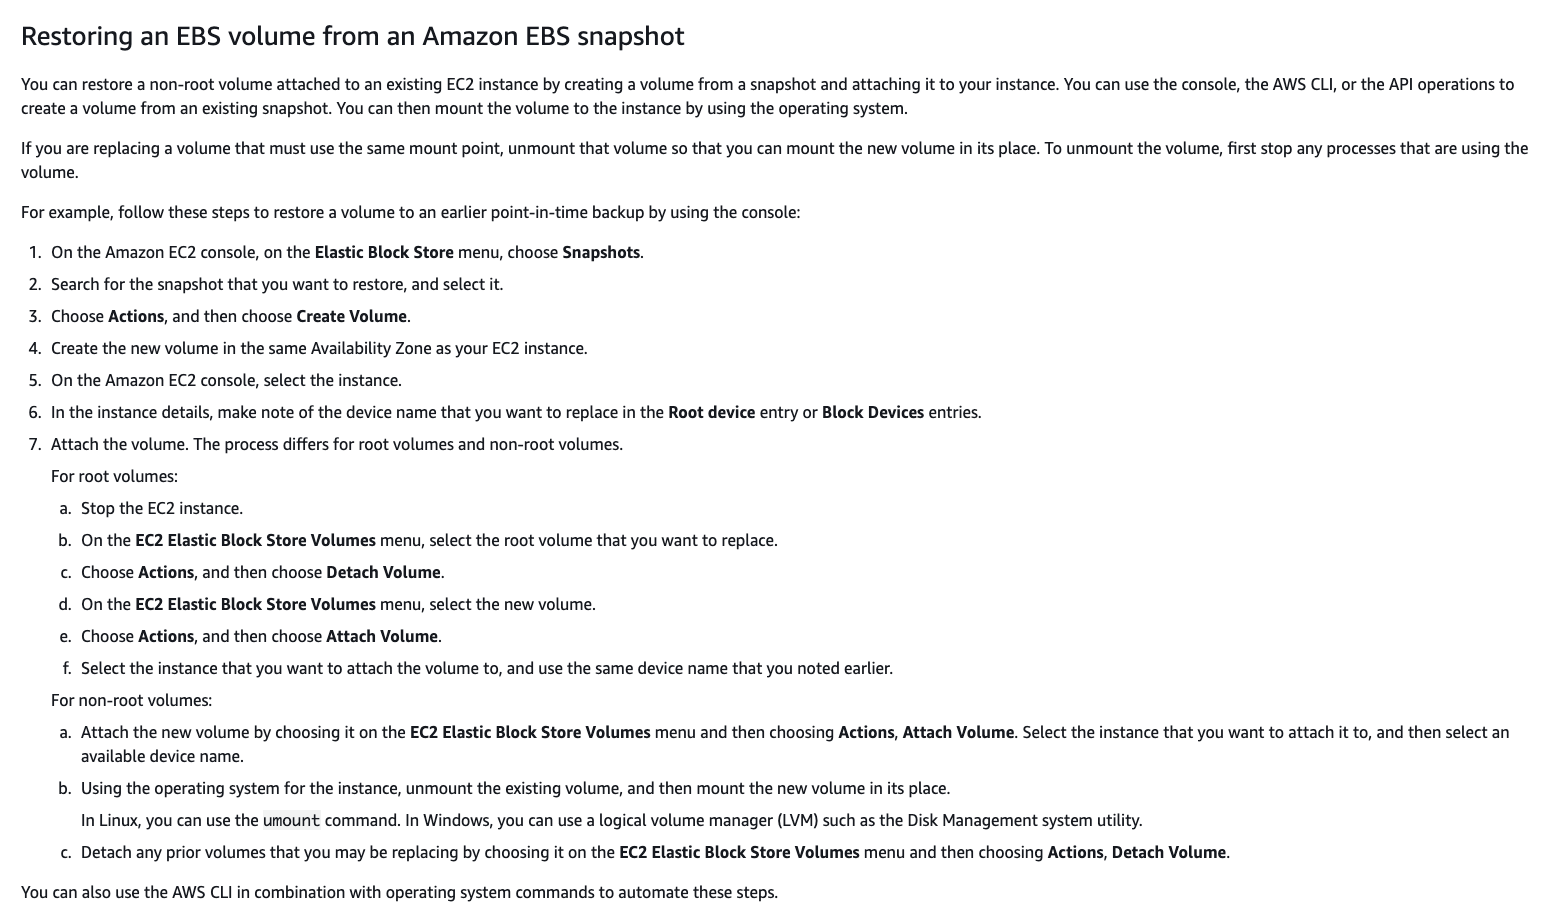 Restoring an EBS volume from an Amazon EBS snapshot
You can restore a non-root volume attached to an existing EC2 instance by creating a volume from a snapshot and attaching it to your instance. You can use the console, the AWS CLI, or the API operations to
create a volume from an existing snapshot. You can then mount the volume to the instance by using the operating system.
If you are replacing a volume that must use the same mount point, unmount that volume so that you can mount the new volume in its place. To unmount the volume, first stop any processes that are using the
volume.
For example, follow these steps to restore a volume to an earlier point-in-time backup by using the console:
1. On the Amazon EC2 console, on the Elastic Block Store menu, choose Snapshots.
2. Search for the snapshot that you want to restore, and select it.
3. Choose Actions, and then choose Create Volume.
4. Create the new volume in the same Availability Zone as your EC2 instance.
5. On the Amazon EC2 console, select the instance.
6. In the instance details, make note of the device name that you want to replace in the Root device entry or Block Devices entries.
7. Attach the volume. The process differs for root volumes and non-root volumes.
For root volumes:
a. Stop the EC2 instance.
b. On the EC2 Elastic Block Store Volumes menu, select the root volume that you want to replace.
c. Choose Actions, and then choose Detach Volume.
d. On the EC2 Elastic Block Store Volumes menu, select the new volume.
e. Choose Actions, and then choose Attach Volume.
f. Select the instance that you want to attach the volume to, and use the same device name that you noted earlier.
For non-root volumes:
a. Attach the new volume by choosing it on the EC2 Elastic Block Store Volumes menu and then choosing Actions, Attach Volume. Select the instance that you want to attach it to, and then select an
available device name.
b. Using the operating system for the instance, unmount the existing volume, and then mount the new volume in its place.
In Linux, you can use the umount command. In Windows, you can use a logical volume manager (LVM) such as the Disk Management system utility.
c. Detach any prior volumes that you may be replacing by choosing it on the EC2 Elastic Block Store Volumes menu and then choosing Actions, Detach Volume.
You can also use the AWS CLI in combination with operating system commands to automate these steps.